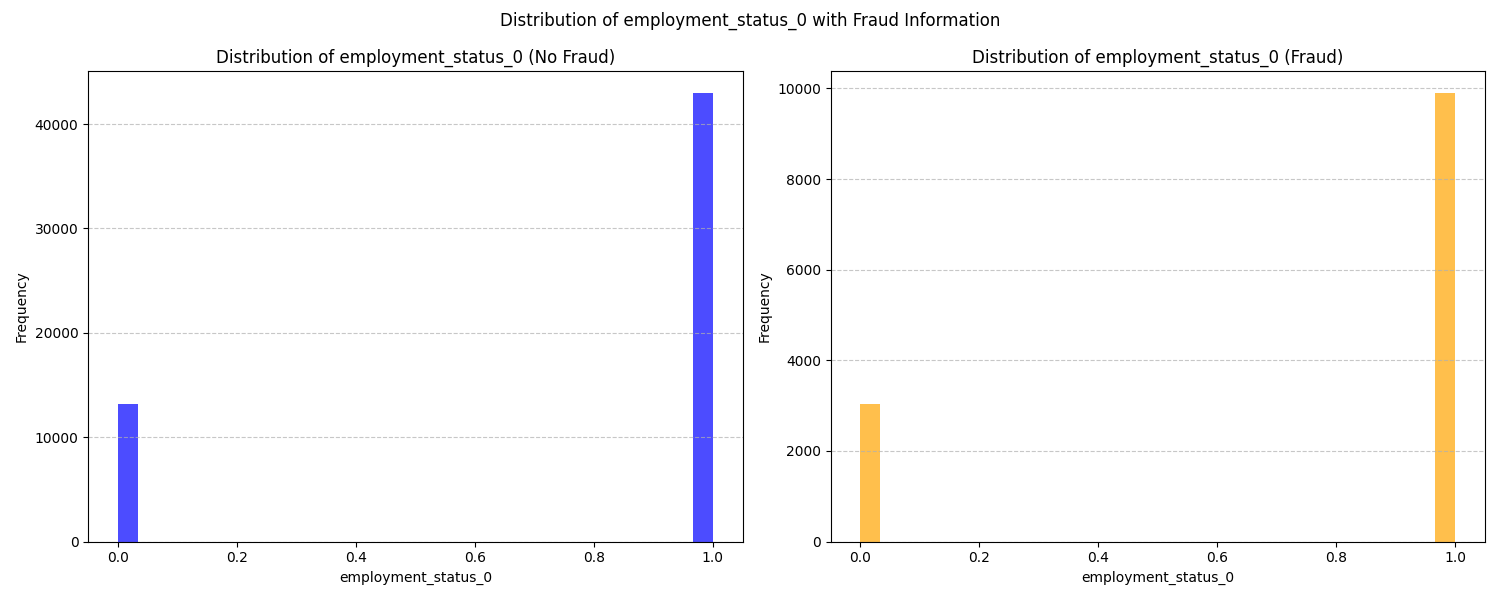 Distribution of employment_status_0 with Fraud Information
Distribution of employment_status_0 (No Fraud)
Frequency
40000
30000
20000
10000
0
0.0 0.2 0.4 0.6 0.8 1.0
employment_status_0
Distribution of employment_status_0 (Fraud)
Frequency
10000
8000
6000
4000
2000
0
0.0 0.2 0.4 0.6 0.8 1.0
employment_status_0